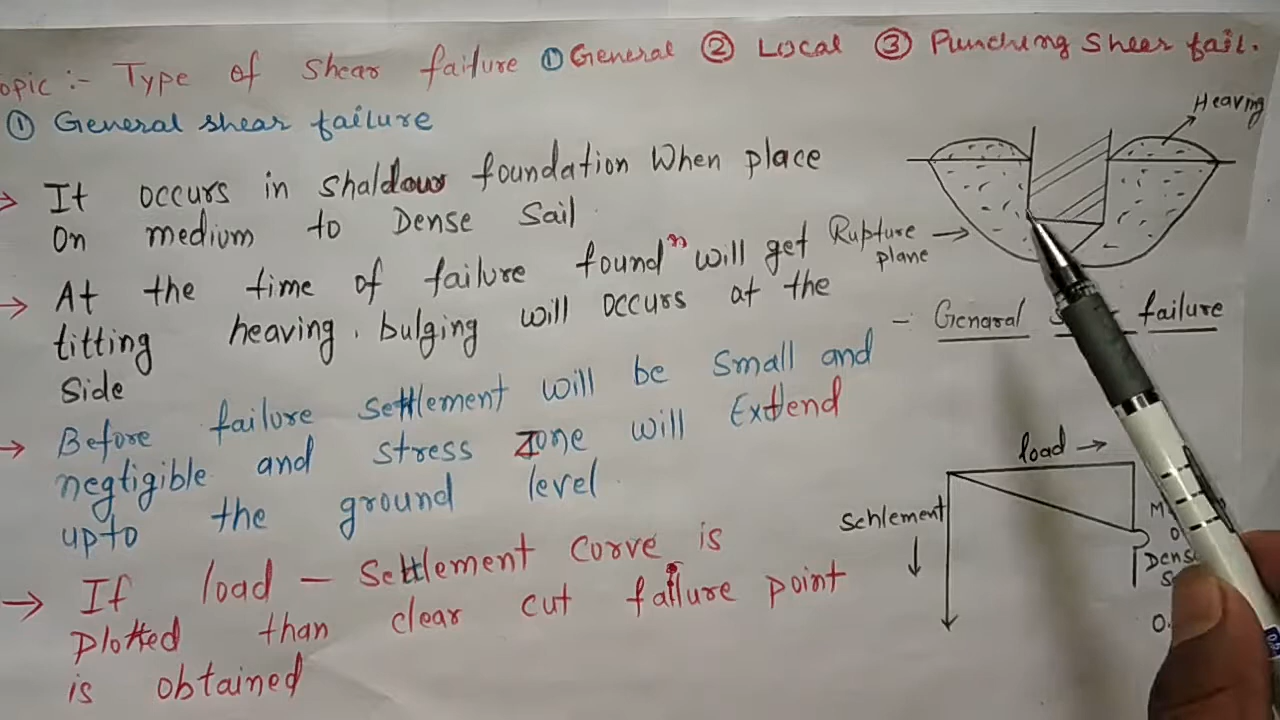 opic :- Type of shear failure ① General ② Local ③ Punching Shear fail.
① General shear failure
It occurs in shaldow foundation When place
On medium to Dense Sail
At the time of failure foundⁿ will get
titting heaving. bulging will occurs at the
Side
Before failure Settlement will be Small and
negtigible and stress Zone will Extend
upto the ground level
If load – Settlement Corve is
plotted than clear cut failure point
is obtained
Heaving
Rupture
plane
- Genaral failure
load
Schlement
Dense